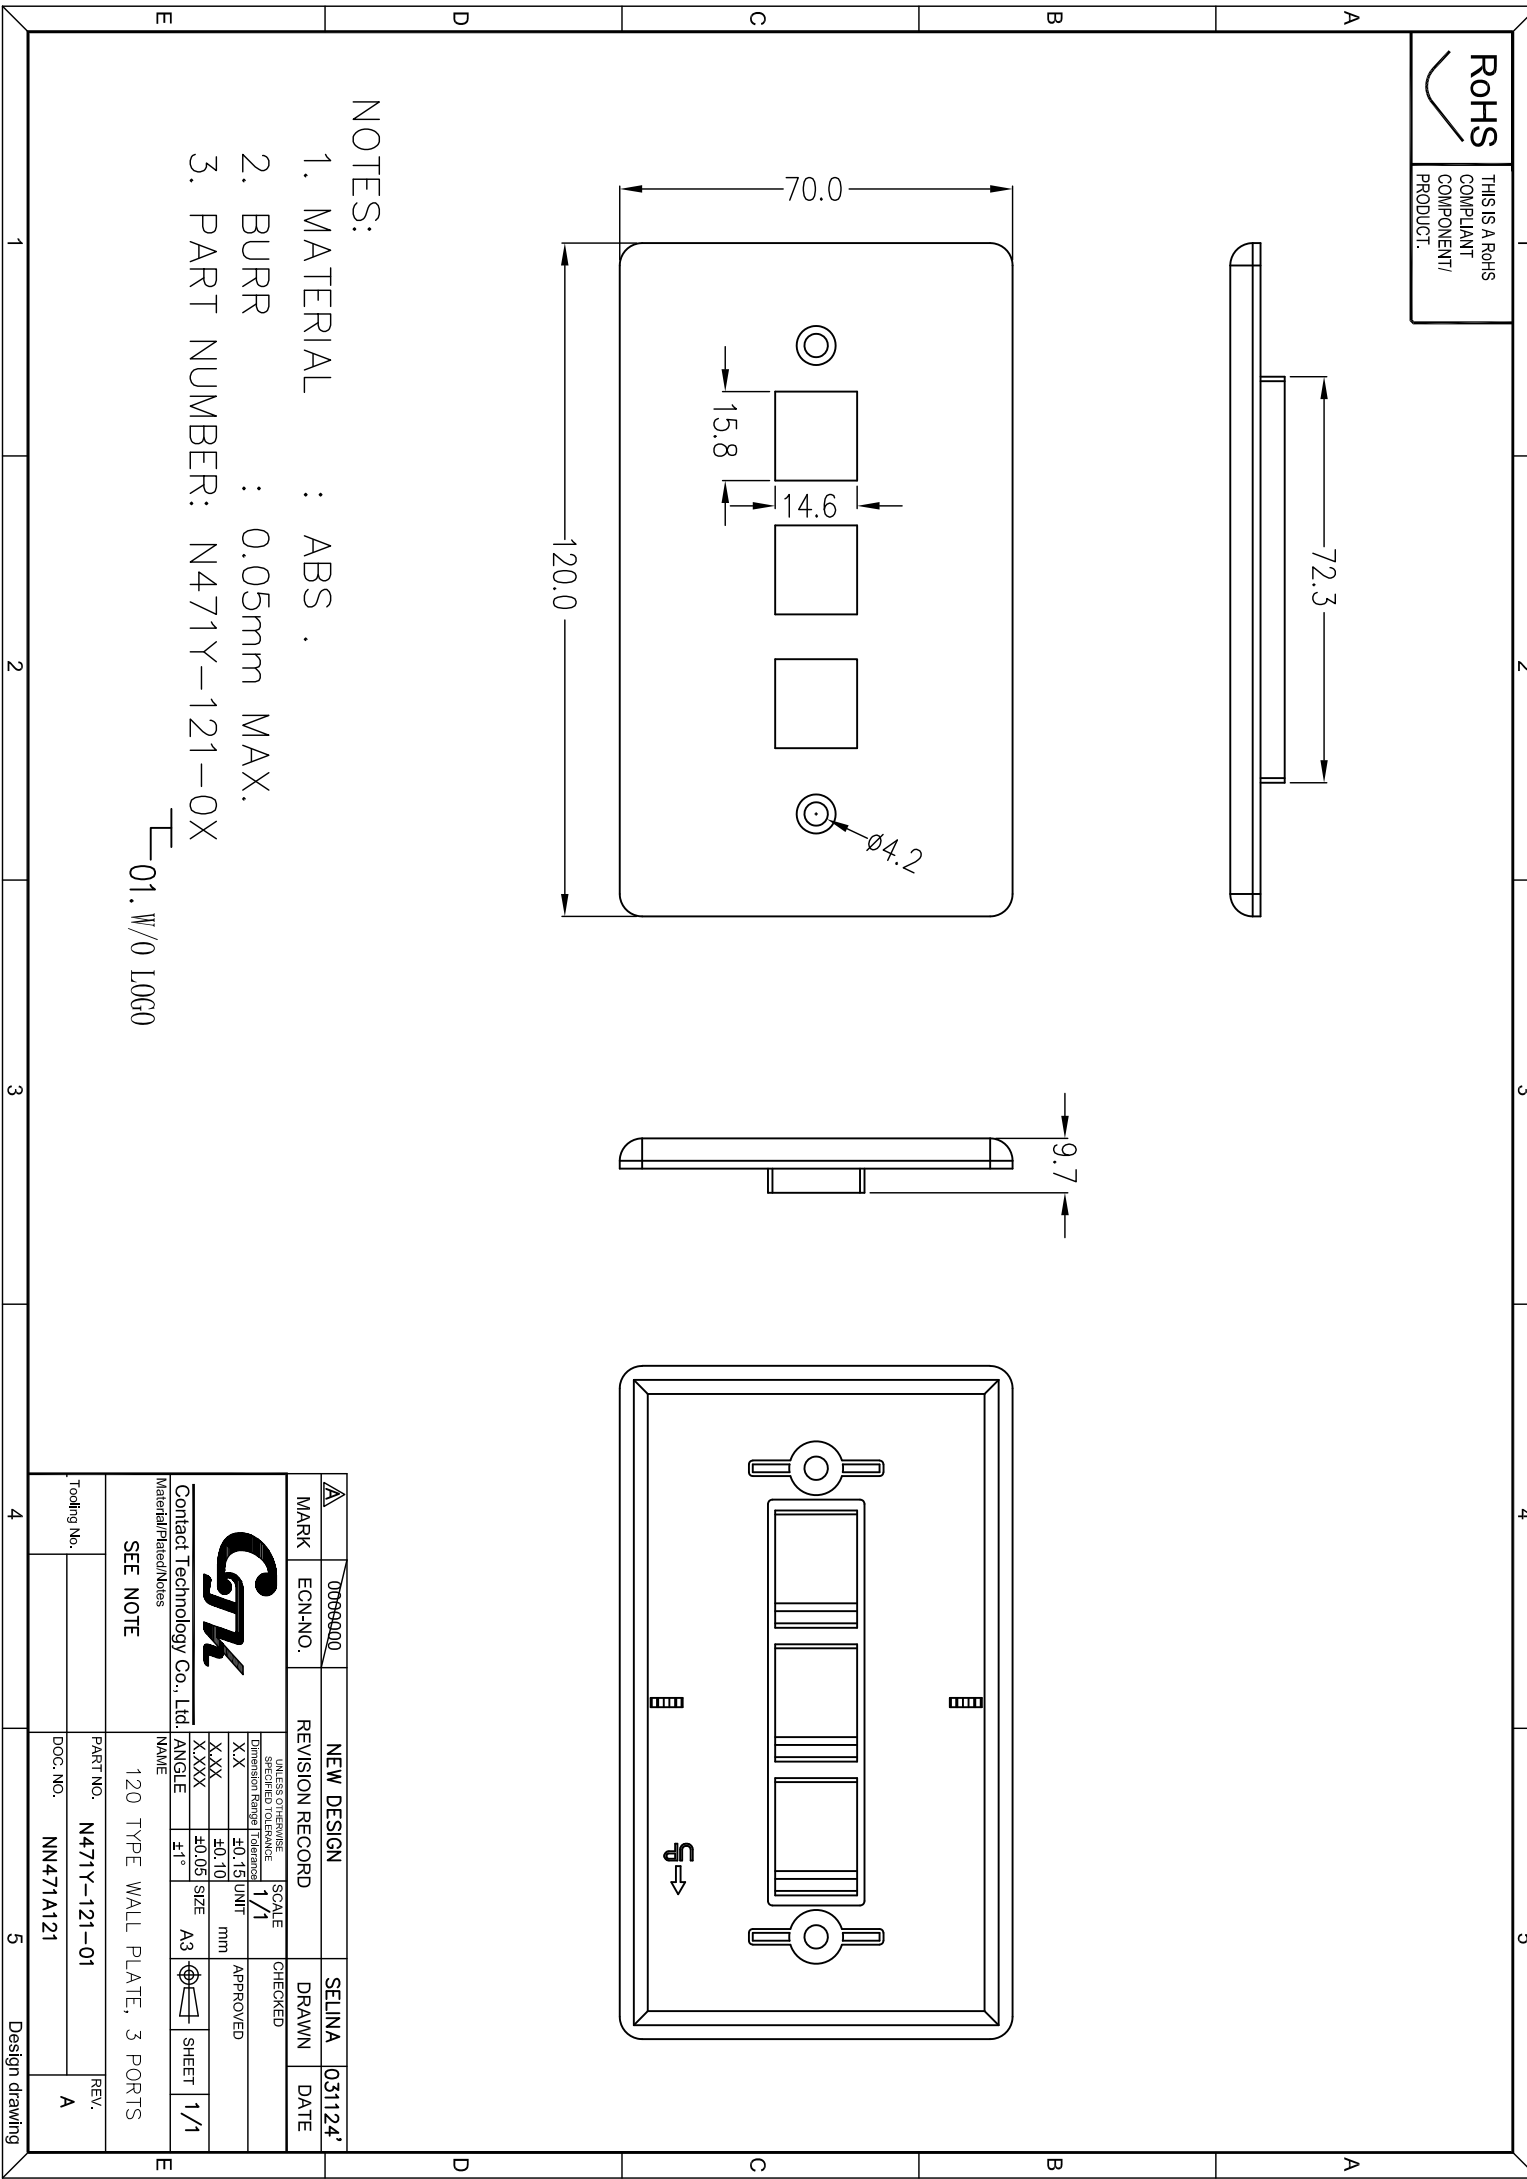 A
B
C
D
E
RoHS
THIS IS A RoHS
COMPLIANT
COMPONENT/
PRODUCT.
72.3
70.0
15.8
14.6
ø4.2
120.0
9.7
UP
NOTES:
1. MATERIAL : ABS .
2. BURR : 0.05mm MAX.
3. PART NUMBER: N471Y-121-0X
01. W/O LOGO
A 0000000 NEW DESIGN SELINA 031124'
MARK ECN-NO. REVISION RECORD DRAWN DATE
CTK
Contact Technology Co., Ltd.
UNLESS OTHERWISE
SPECIFIED TOLERANCE
Dimension Range Tolerance
X.X ±0.15
X.XX ±0.10
X.XXX ±0.05
ANGLE ±1°
SCALE
1/1
UNIT
mm
SIZE
A3
CHECKED
APPROVED
SHEET 1/1
Material/Plated/Notes
SEE NOTE
NAME
120 TYPE WALL PLATE, 3 PORTS
Tooling No.
PART NO. N471Y-121-01
DOC. NO. NN471A121
REV.
A
1
2
3
4
5
Design drawing
2
3
4
5
A
B
C
D
E